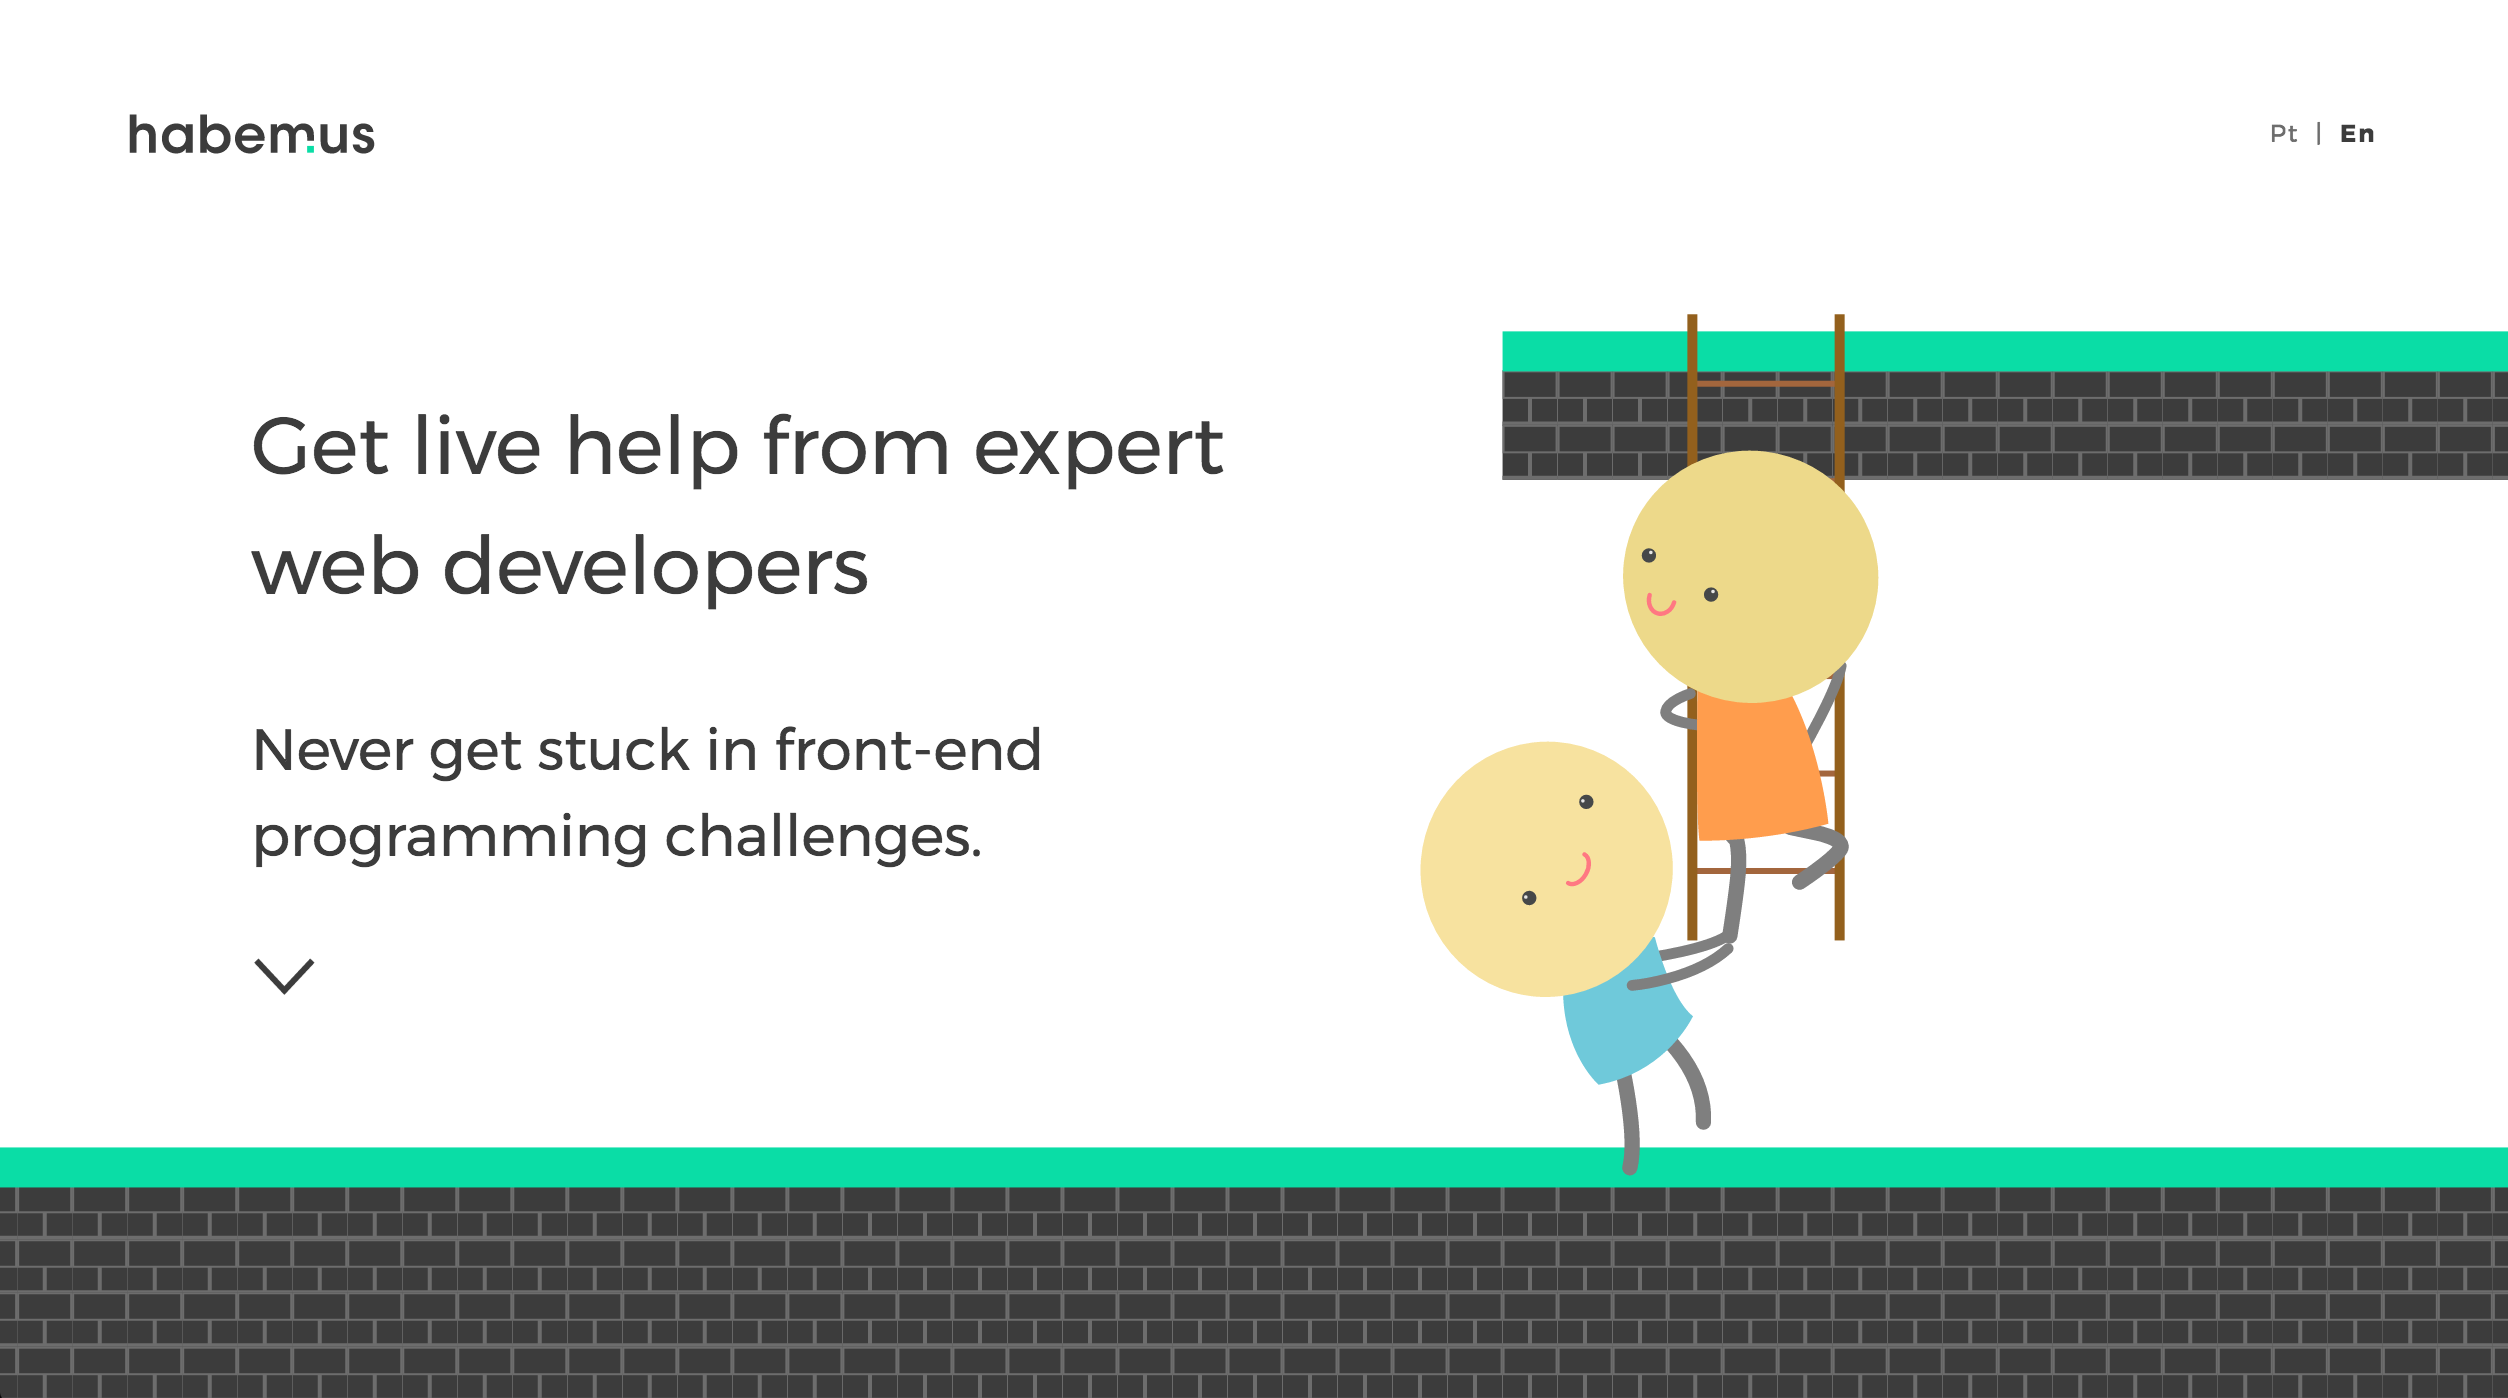 habemus
Pt | En
Get live help from expert
web developers
Never get stuck in front-end
programming challenges.